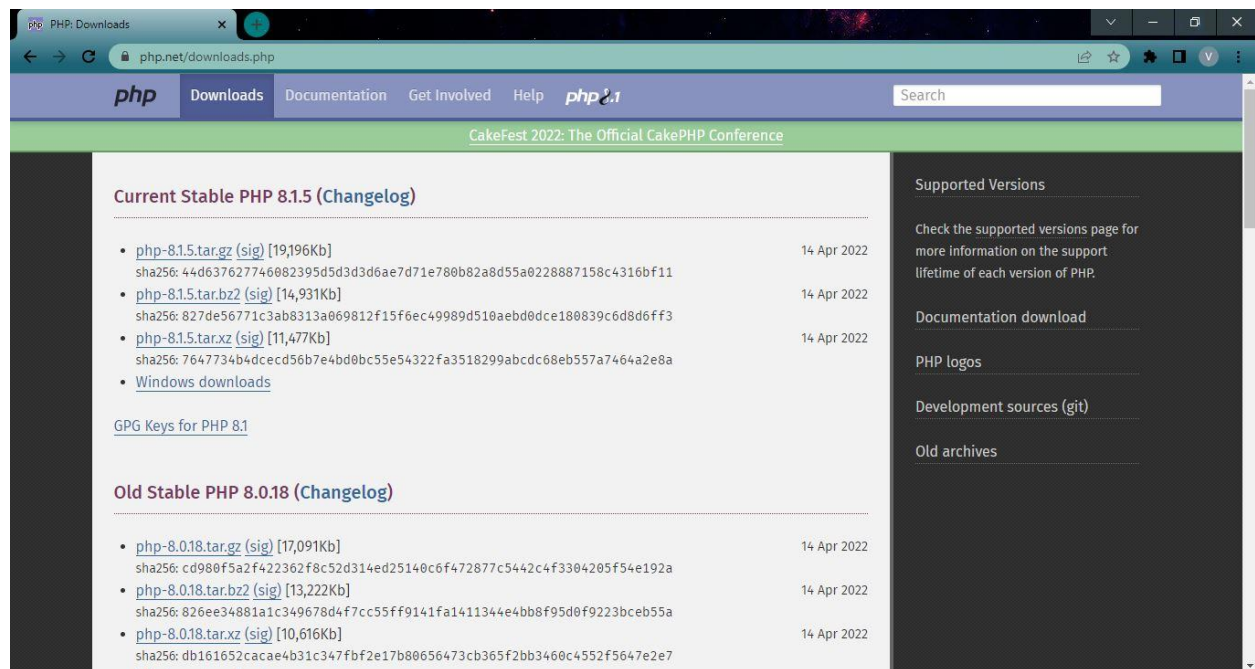 php PHP: Downloads
php.net/downloads.php
V
php Downloads Documentation Get Involved Help php8.1 Search
CakeFest 2022: The Official CakePHP Conference
Current Stable PHP 8.1.5 (Changelog)
php-8.1.5.tar.gz (sig) [19,196Kb] 14 Apr 2022
sha256: 44d637627746082395d5d3d3d6ae7d71e780b82a8d55a0228887158c4316bf11
php-8.1.5.tar.bz2 (sig) [14,931Kb] 14 Apr 2022
sha256: 827de56771c3ab8313a069812f15f6ec49989d510aebd0dce180839c6d8d6ff3
php-8.1.5.tar.xz (sig) [11,477Kb] 14 Apr 2022
sha256: 7647734b4dcecd56b7e4bd0bc55e54322fa3518299abcdc68eb557a7464a2e8a
Windows downloads
GPG Keys for PHP 8.1
Old Stable PHP 8.0.18 (Changelog)
php-8.0.18.tar.gz (sig) [17,091Kb] 14 Apr 2022
sha256: cd980f5a2f422362f8c52d314ed25140c6f472877c5442c4f3304205f54e192a
php-8.0.18.tar.bz2 (sig) [13,222Kb] 14 Apr 2022
sha256: 826ee34881a1c349678d4f7cc55ff9141fa1411344e4bb8f95d0f9223bceb55a
php-8.0.18.tar.xz (sig) [10,616Kb] 14 Apr 2022
sha256: db161652cacae4b31c347fbf2e17b80656473cb365f2bb3460c4552f5647e2e7
Supported Versions
Check the supported versions page for
more information on the support
lifetime of each version of PHP.
Documentation download
PHP logos
Development sources (git)
Old archives